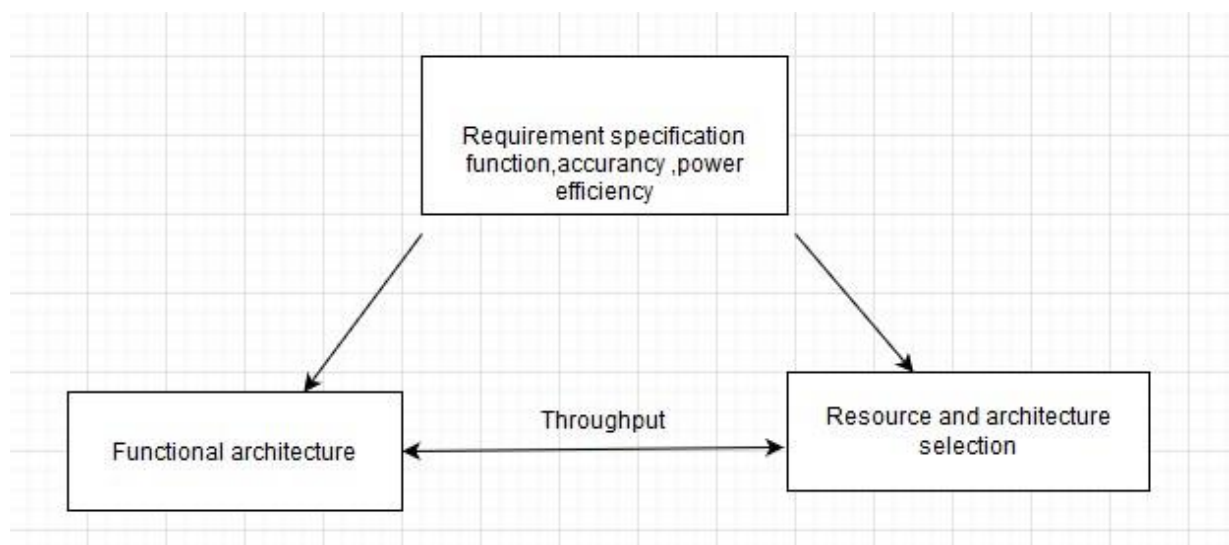 Requirement specification
function,accurancy ,power
efficiency
Throughput
Functional architecture
Resource and architecture
selection